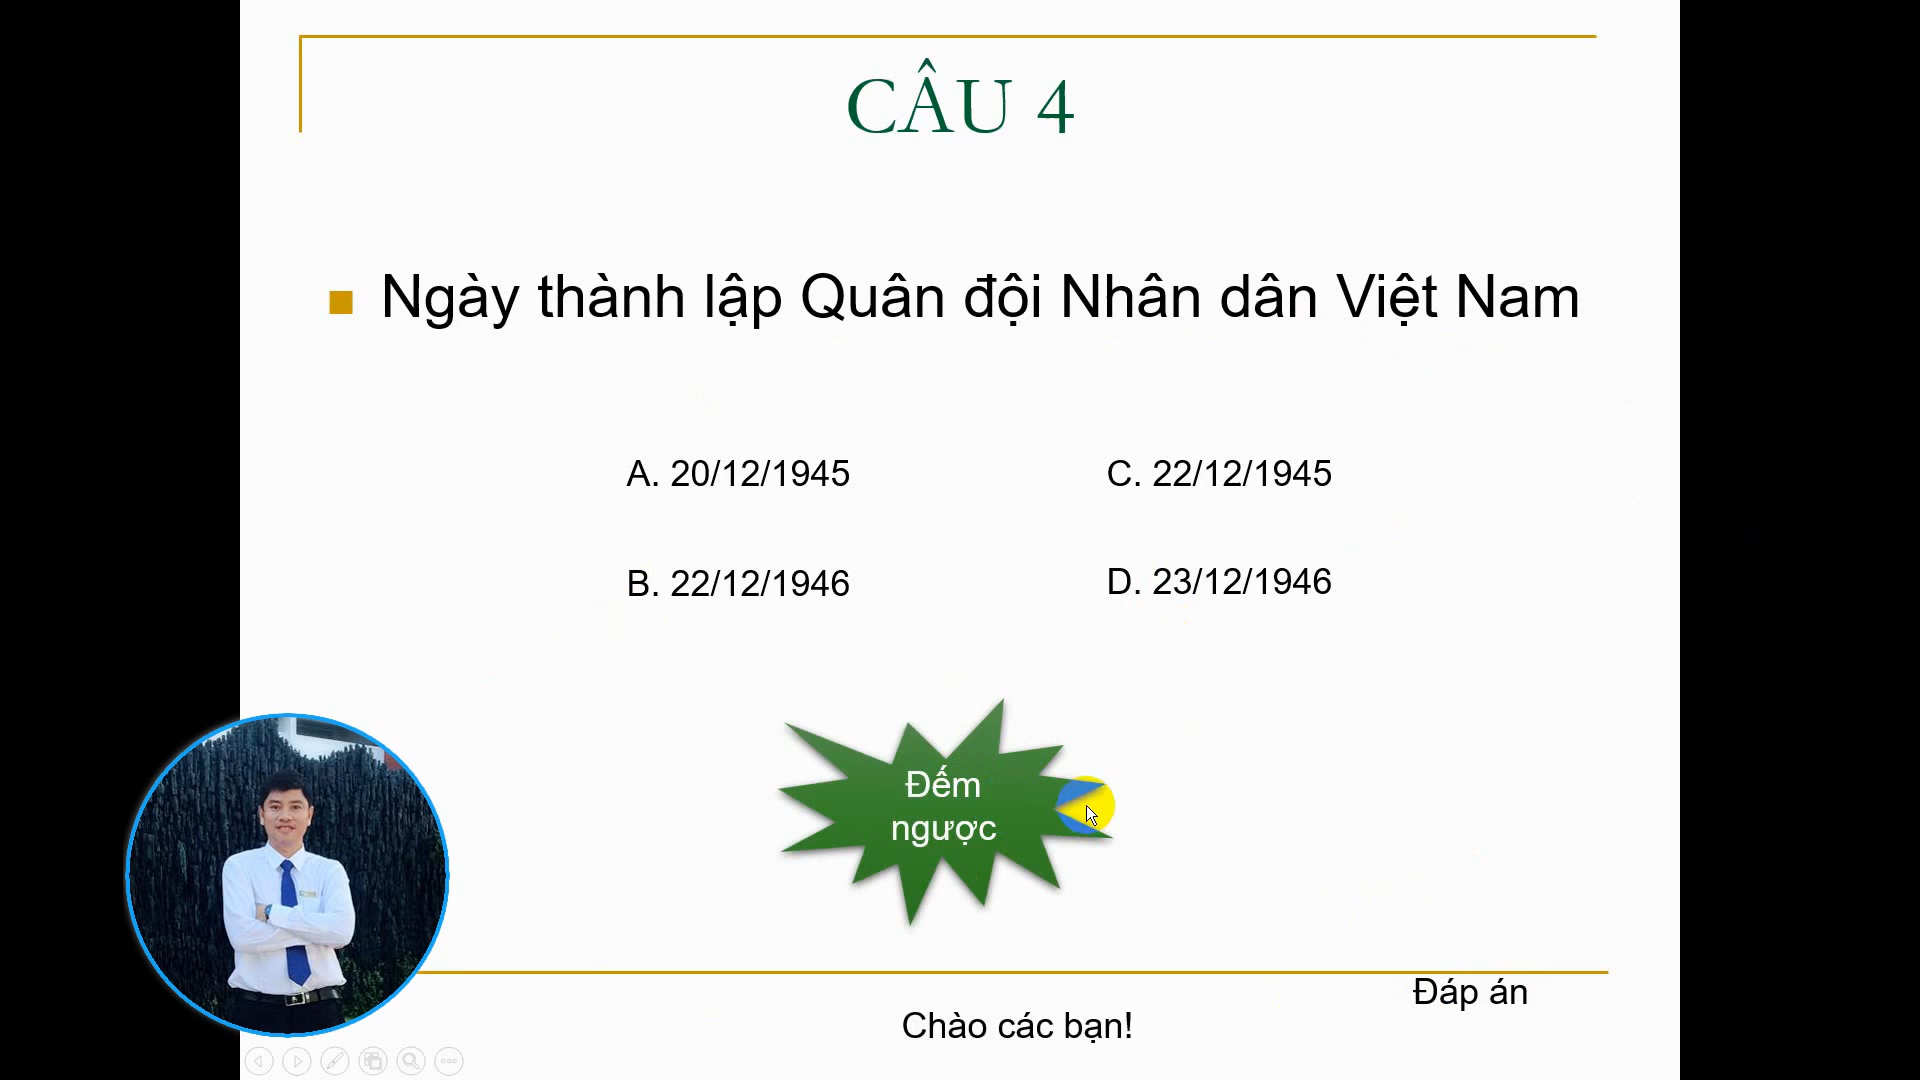 CÂU 4
Ngày thành lập Quân đội Nhân dân Việt Nam
A. 20/12/1945
C. 22/12/1945
B. 22/12/1946
D. 23/12/1946
Đếm
ngược
Đáp án
Chào các bạn!